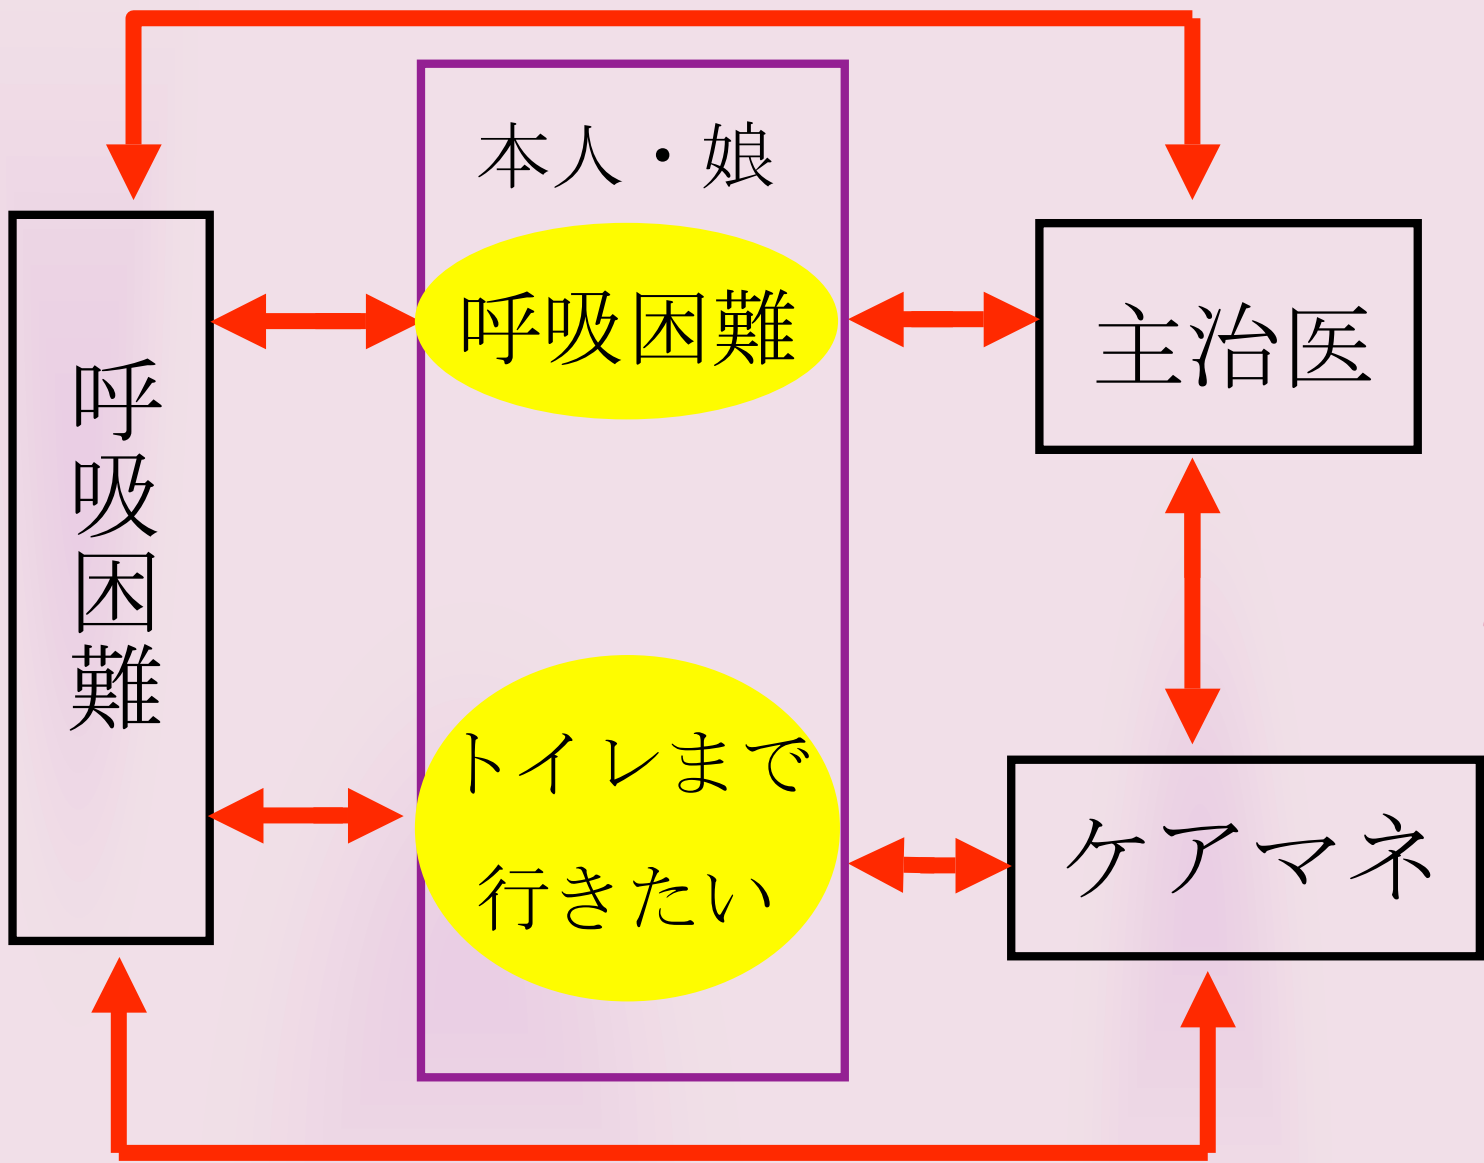 本人・娘
呼吸困難
呼吸困難
主治医
トイレまで
行きたい
ケアマネ